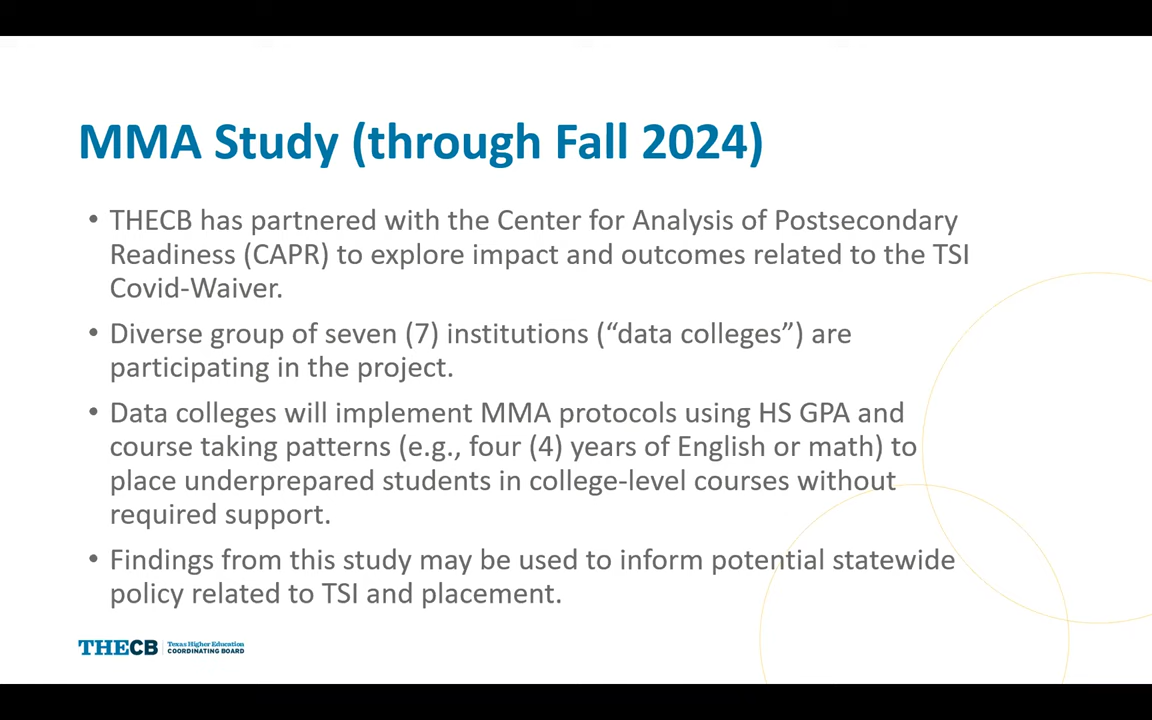 MMA Study (through Fall 2024)
• THECB has partnered with the Center for Analysis of Postsecondary
Readiness (CAPR) to explore impact and outcomes related to the TSI
Covid-Waiver.
• Diverse group of seven (7) institutions (“data colleges”) are
participating in the project.
• Data colleges will implement MMA protocols using HS GPA and
course taking patterns (e.g., four (4) years of English or math) to
place underprepared students in college-level courses without
required support.
• Findings from this study may be used to inform potential statewide
policy related to TSI and placement.
THECB
Texas Higher Education
COORDINATING BOARD